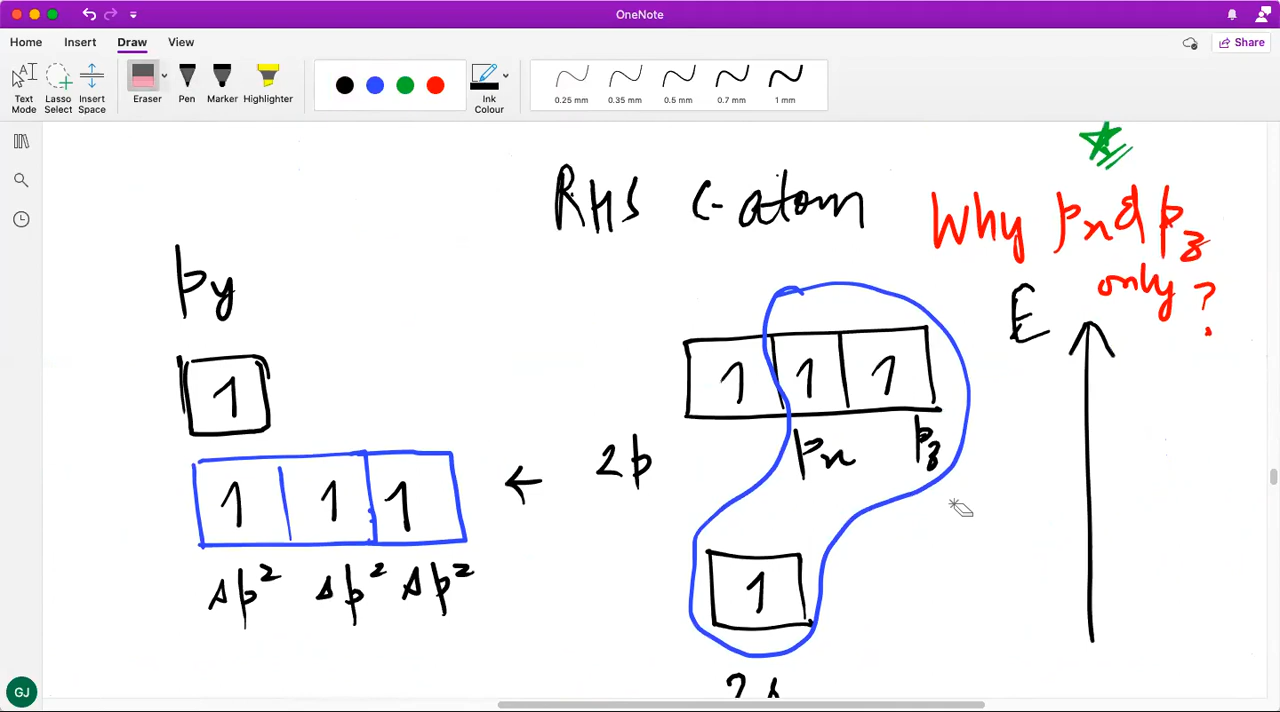 OneNote
Home Insert Draw View
Share
Text Mode
Lasso Select
Insert Space
Eraser
Pen
Marker
Highlighter
Ink Colour
0.25 mm 0.35 mm 0.5 mm 0.7 mm 1 mm
RHS C-atom
Why px & pz
only?
E
py
1
1 1 1
sp² sp² sp²
←
2p
1 1 1
px pz
1
2s
GJ